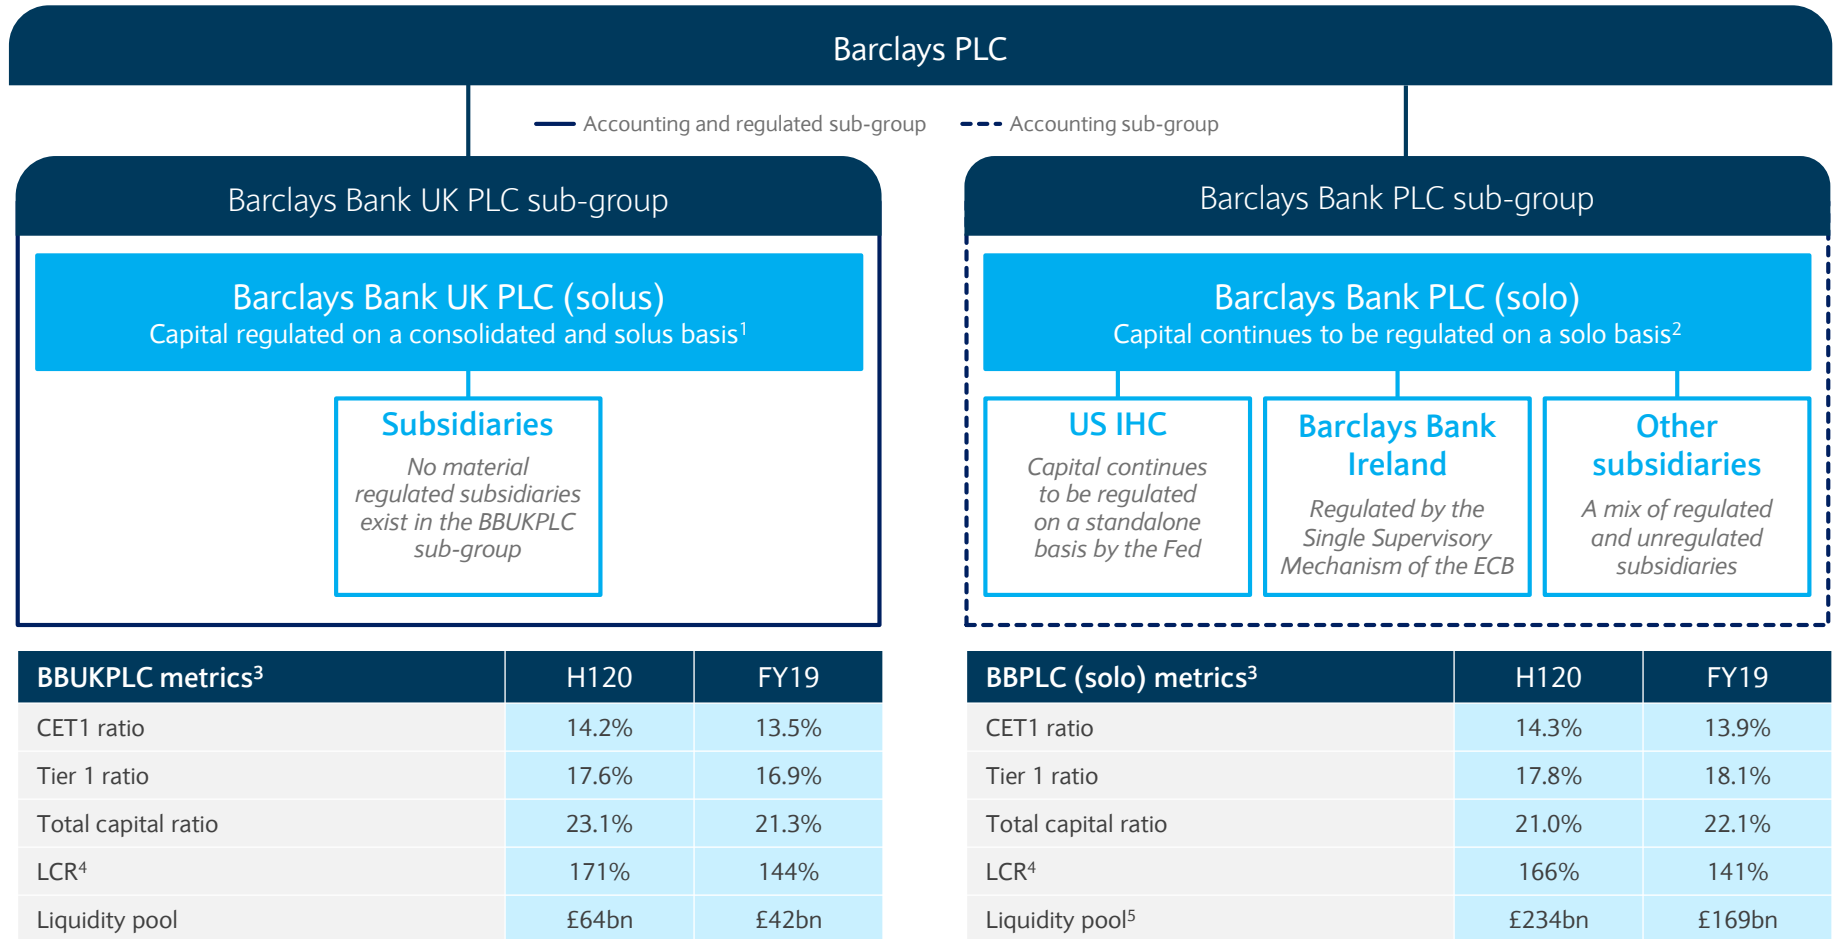 Barclays PLC
Accounting and regulated sub-group
Accounting sub-group
Barclays Bank UK PLC sub-group
Barclays Bank UK PLC (solus)
Capital regulated on a consolidated and solus basis¹
Subsidiaries
No material
regulated subsidiaries
exist in the BBUKPLC
sub-group
Barclays Bank PLC sub-group
Barclays Bank PLC (solo)
Capital continues to be regulated on a solo basis²
US IHC
Capital continues
to be regulated
on a standalone
basis by the Fed
Barclays Bank
Ireland
Regulated by the
Single Supervisory
Mechanism of the ECB
Other
subsidiaries
A mix of regulated
and unregulated
subsidiaries
BBUKPLC metrics³ H120 FY19
CET1 ratio 14.2% 13.5%
Tier 1 ratio 17.6% 16.9%
Total capital ratio 23.1% 21.3%
LCR⁴ 171% 144%
Liquidity pool £64bn £42bn
BBPLC (solo) metrics³ H120 FY19
CET1 ratio 14.3% 13.9%
Tier 1 ratio 17.8% 18.1%
Total capital ratio 21.0% 22.1%
LCR⁴ 166% 141%
Liquidity pool⁵ £234bn £169bn